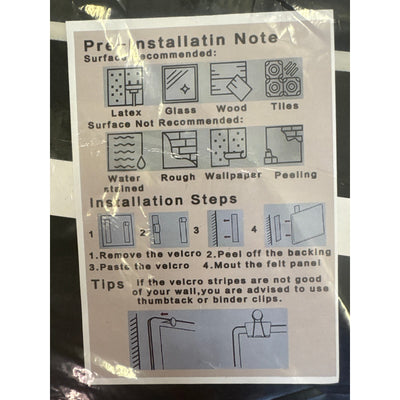 Pre-Installatin Note
Surface Recommended:
Latex Glass Wood Tiles
Surface Not Recommended:
Water stained Rough Wallpaper Peeling
Installation Steps
1 2 3 4
1.Remove the velcro 2.Peel off the backing
3.Paste the velcro 4.Mout the felt panel
Tips If the velcro stripes are not good
of your wall,you are advised to use
thumbtack or binder clips.